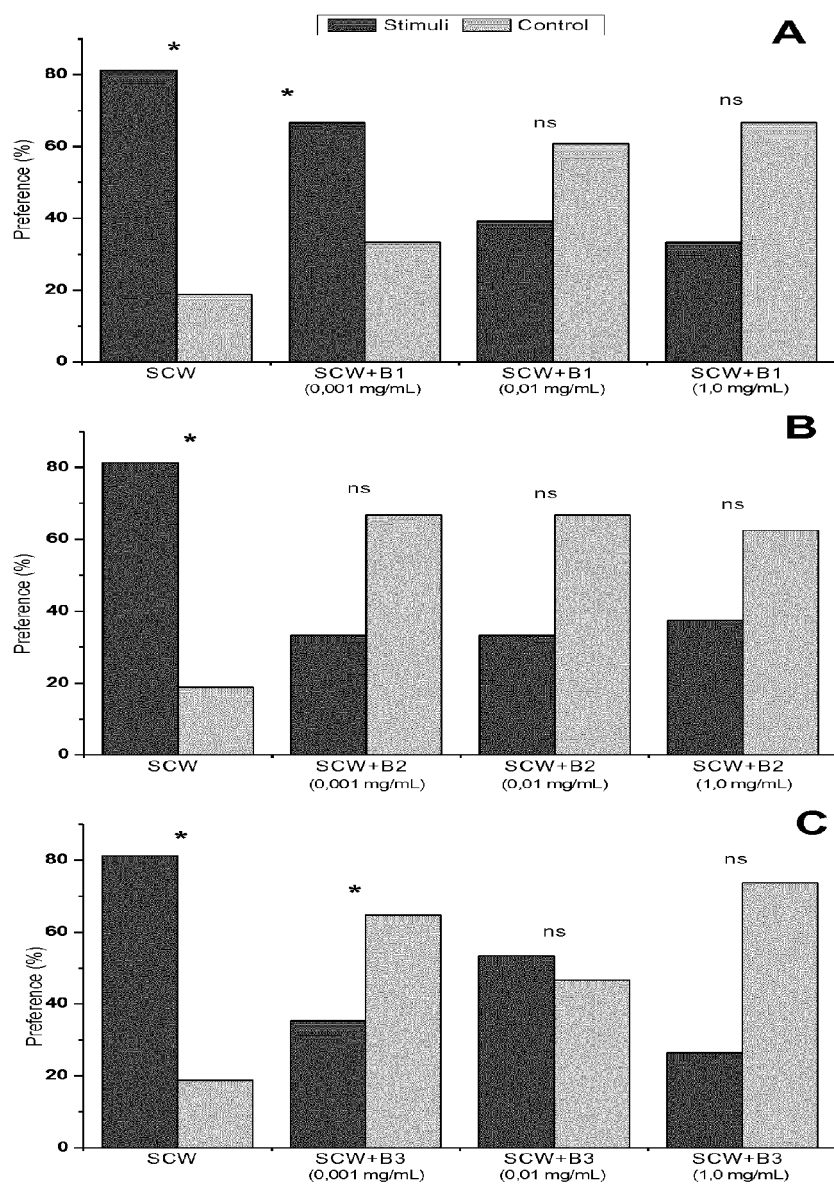 Stimuli Control
A
*
*
ns
ns
80
60
40
20
0
Preference (%)
SCW
SCW+B1
(0,001 mg/mL)
SCW+B1
(0,01 mg/mL)
SCW+B1
(1,0 mg/mL)
B
*
ns
ns
ns
80
60
40
20
0
Preference (%)
SCW
SCW+B2
(0,001 mg/mL)
SCW+B2
(0,01 mg/mL)
SCW+B2
(1,0 mg/mL)
C
*
*
ns
ns
80
60
40
20
0
Preference (%)
SCW
SCW+B3
(0,001 mg/mL)
SCW+B3
(0,01 mg/mL)
SCW+B3
(1,0 mg/mL)